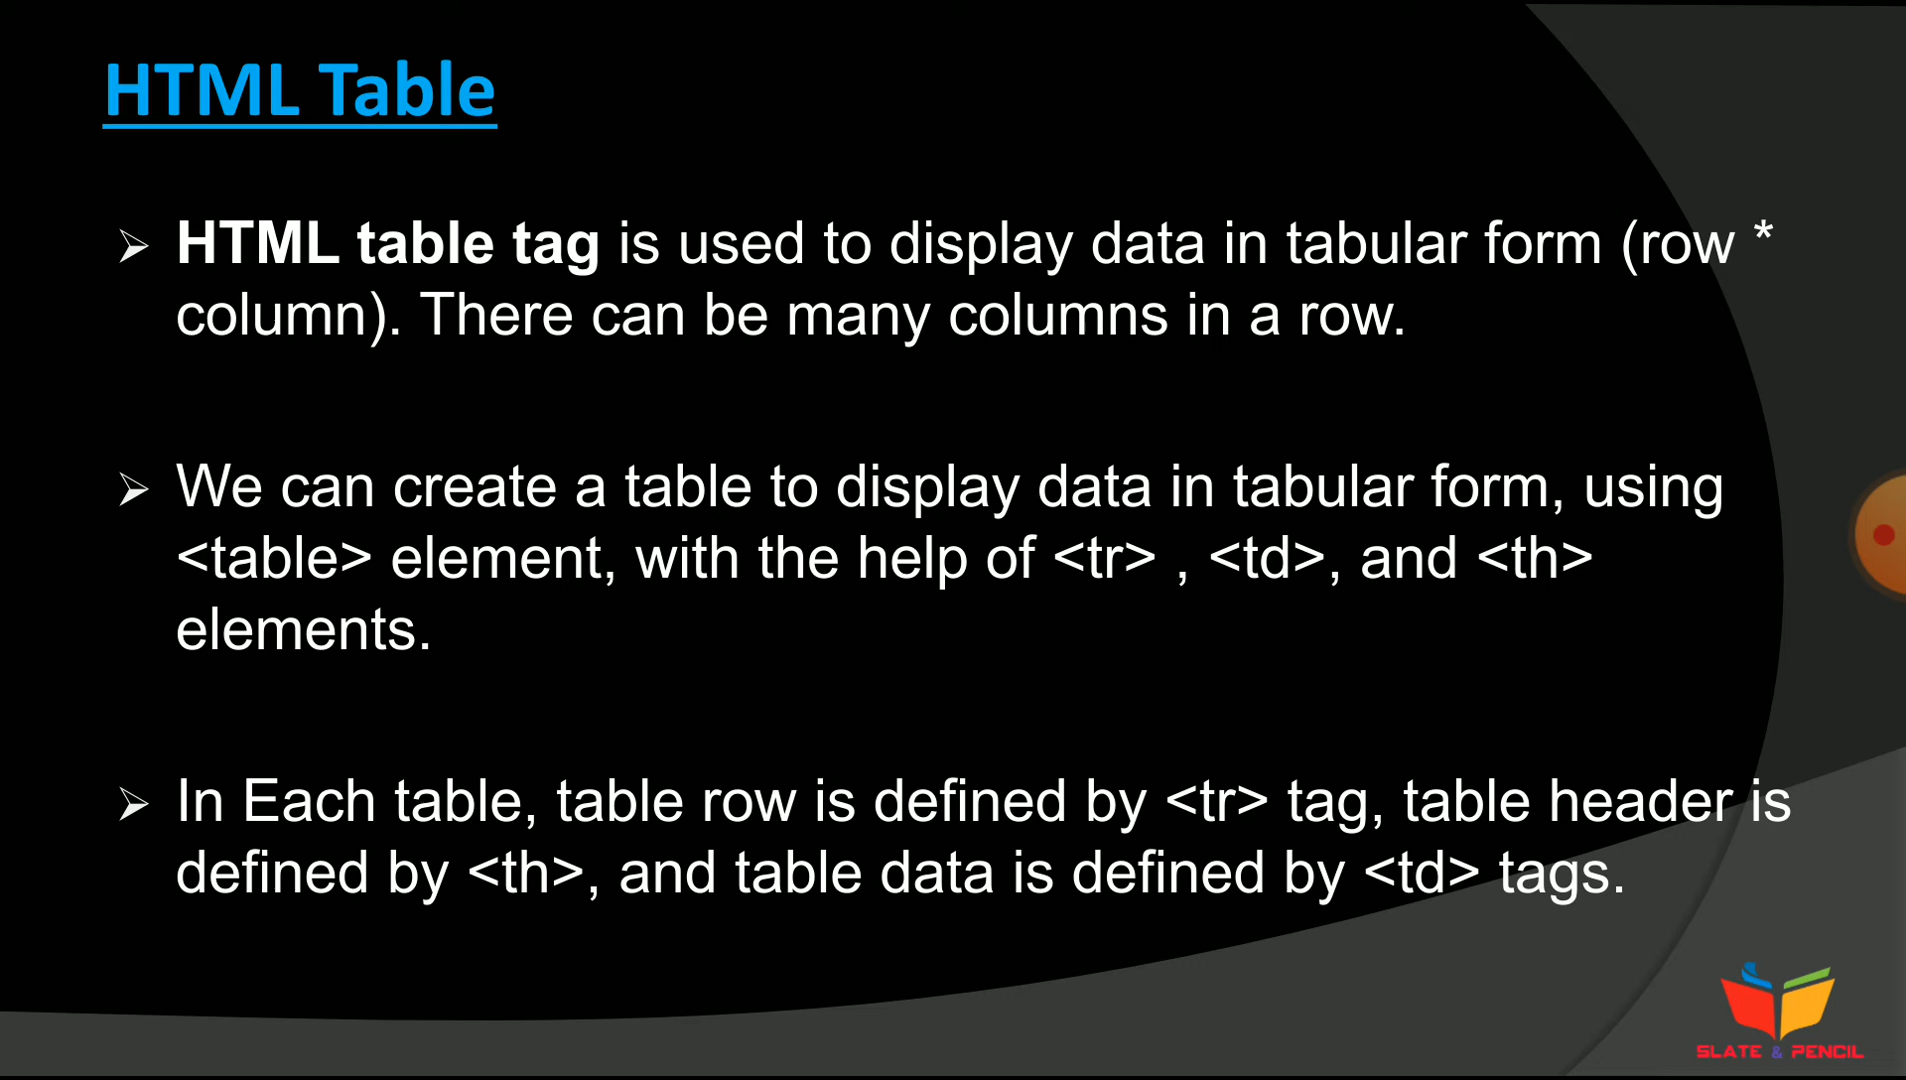 HTML Table
HTML table tag is used to display data in tabular form (row *
column). There can be many columns in a row.
We can create a table to display data in tabular form, using
<table> element, with the help of <tr> , <td>, and <th>
elements.
In Each table, table row is defined by <tr> tag, table header is
defined by <th>, and table data is defined by <td> tags.
SLATE & PENCIL